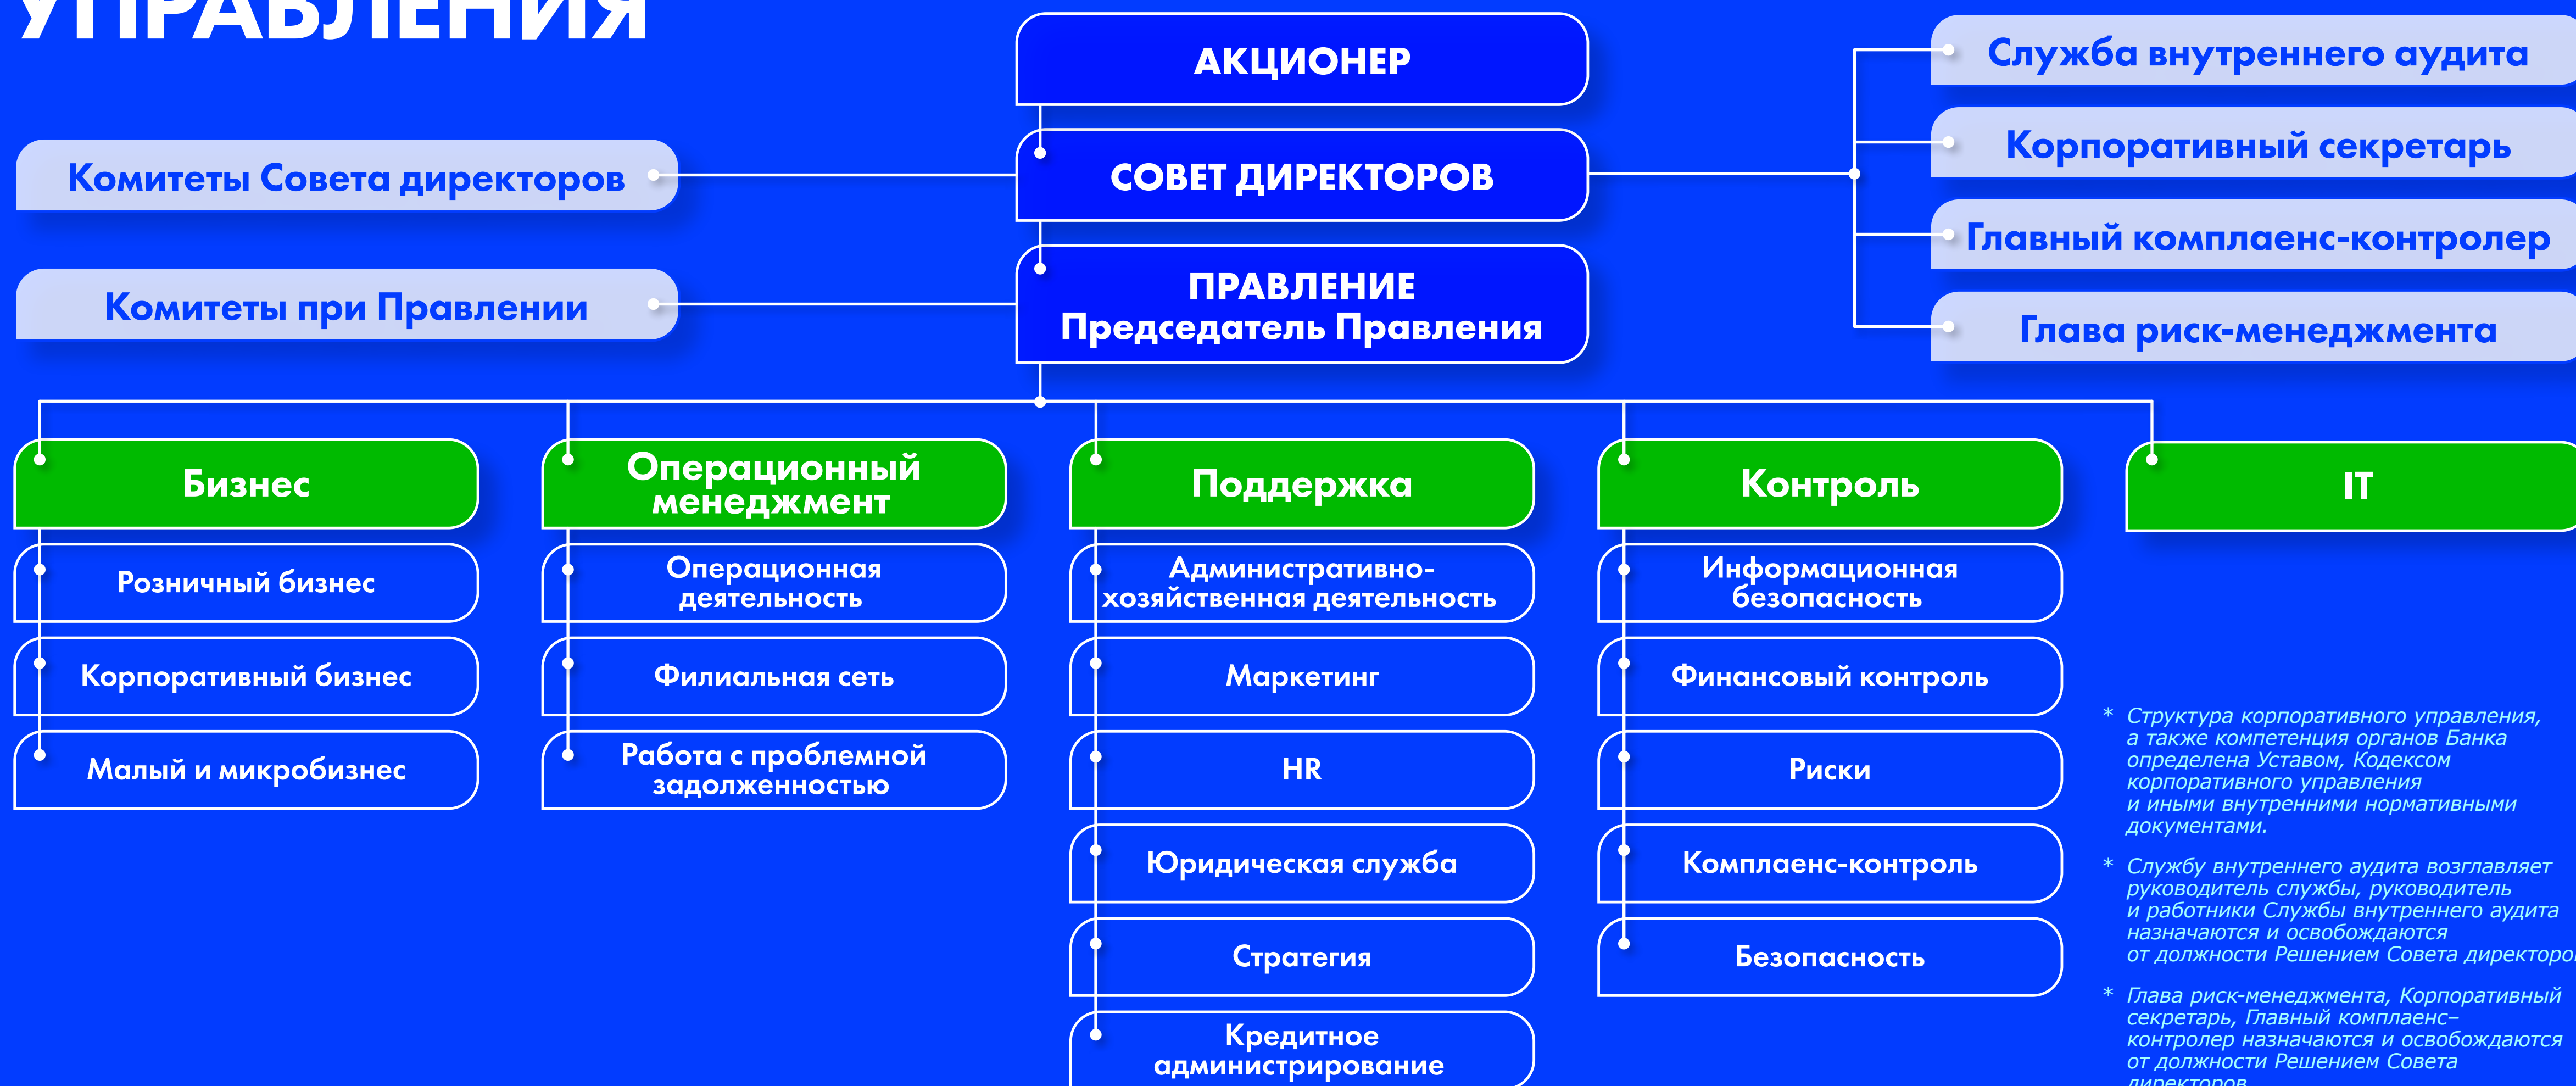 УПРАВЛЕНИЯ
АКЦИОНЕР
СОВЕТ ДИРЕКТОРОВ
ПРАВЛЕНИЕ
Председатель Правления
Комитеты Совета директоров
Комитеты при Правлении
Служба внутреннего аудита
Корпоративный секретарь
Главный комплаенс-контролер
Глава риск-менеджмента
Бизнес
Розничный бизнес
Корпоративный бизнес
Малый и микробизнес
Операционный
менеджмент
Операционная
деятельность
Филиальная сеть
Работа с проблемной
задолженностью
Поддержка
Административно-
хозяйственная деятельность
Маркетинг
HR
Юридическая служба
Стратегия
Кредитное
администрирование
Контроль
Информационная
безопасность
Финансовый контроль
Риски
Комплаенс-контроль
Безопасность
IT
* Структура корпоративного управления,
а также компетенция органов Банка
определена Уставом, Кодексом
корпоративного управления
и иными внутренними нормативными
документами.
* Службу внутреннего аудита возглавляет
руководитель службы, руководитель
и работники Службы внутреннего аудита
назначаются и освобождаются
от должности Решением Совета директоров
* Глава риск-менеджмента, Корпоративный
секретарь, Главный комплаенс–
контролер назначаются и освобождаются
от должности Решением Совета
директоров